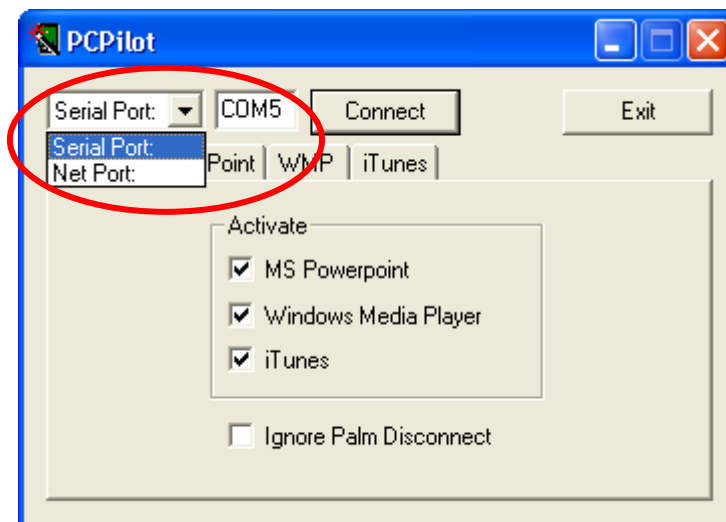 PCPilot
Serial Port: COM5 Connect Exit
Serial Port:
Net Port:
Point WMP iTunes
Activate
MS Powerpoint
Windows Media Player
iTunes
Ignore Palm Disconnect